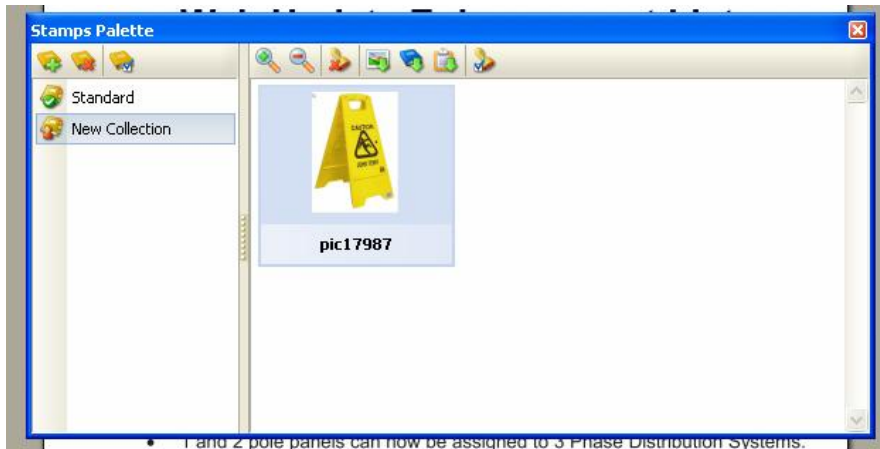 Stamps Palette
Standard
New Collection
CAUTION
pic17987
1 and 2 pole panels can now be assigned to 3 Phase Distribution Systems.